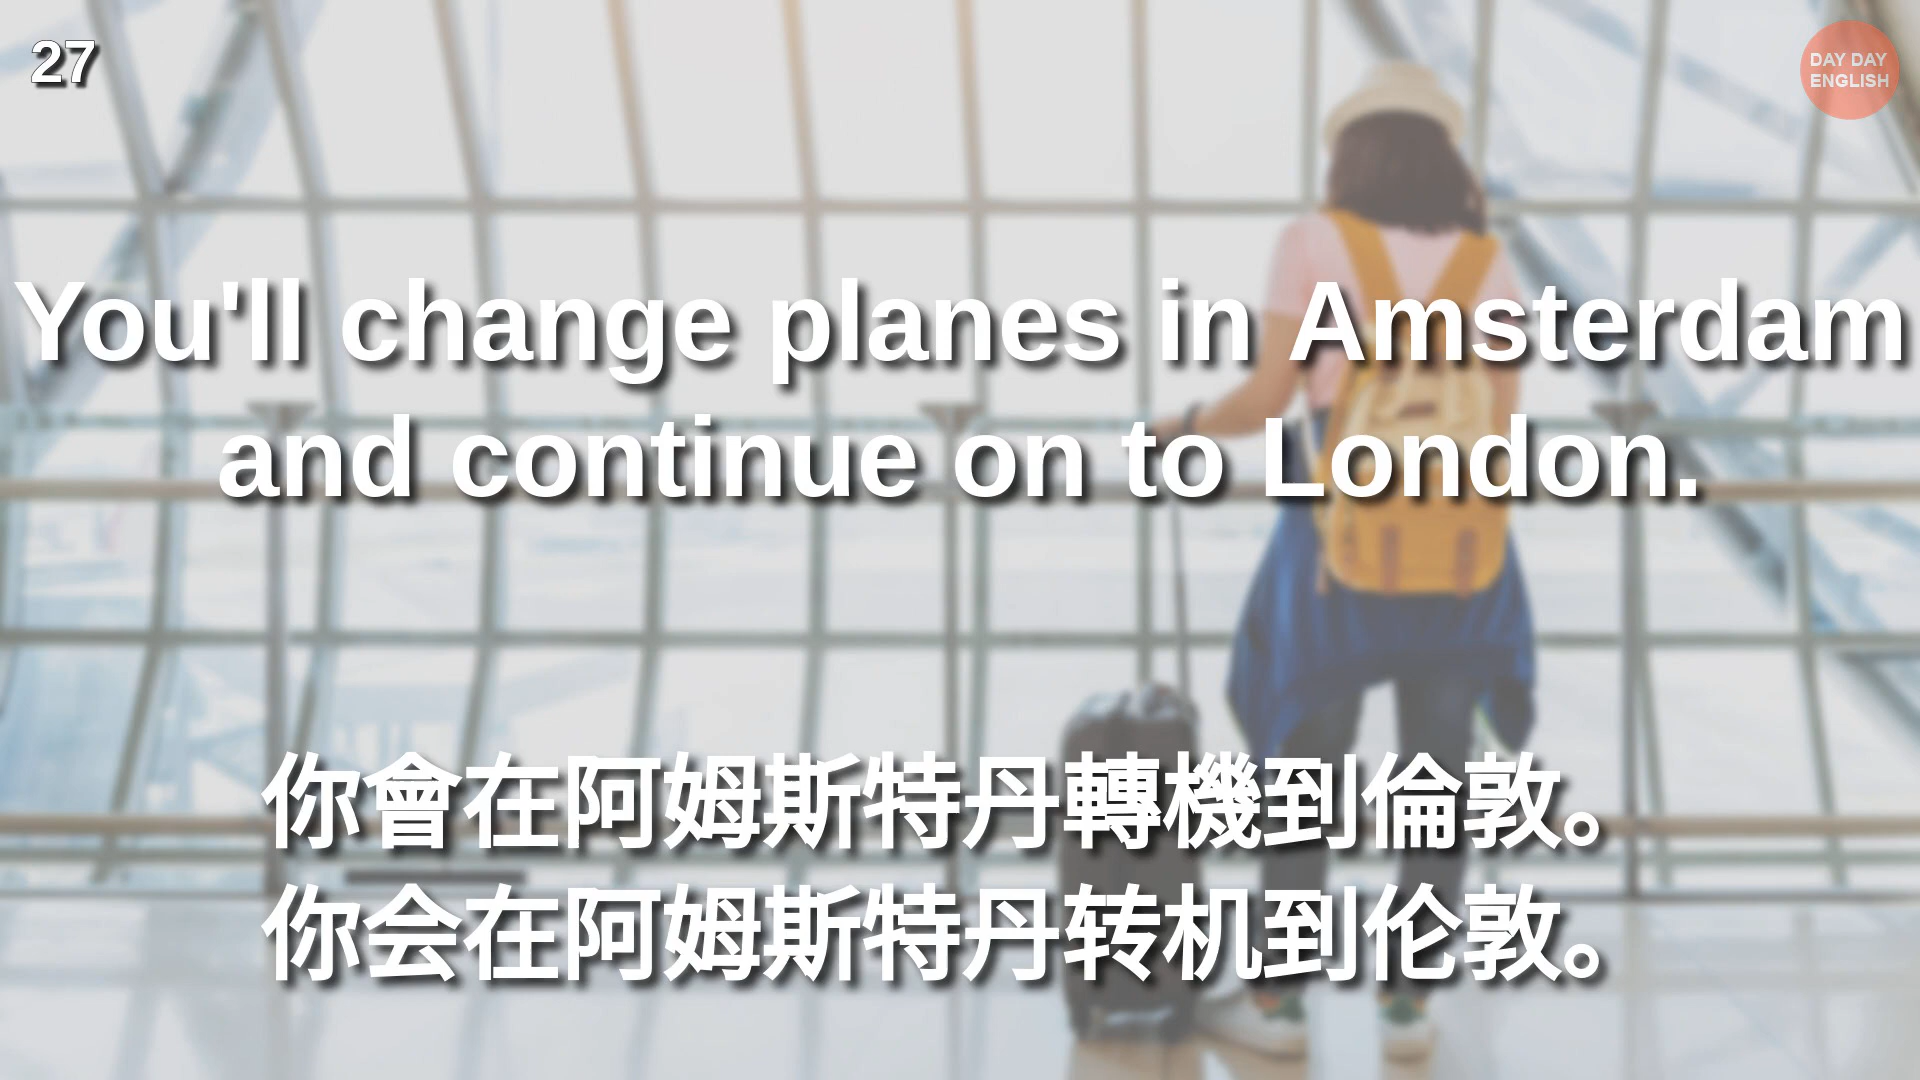 27
DAY DAY
ENGLISH
You'll change planes in Amsterdam
and continue on to London.
你會在阿姆斯特丹轉機到倫敦。
你会在阿姆斯特丹转机到伦敦。